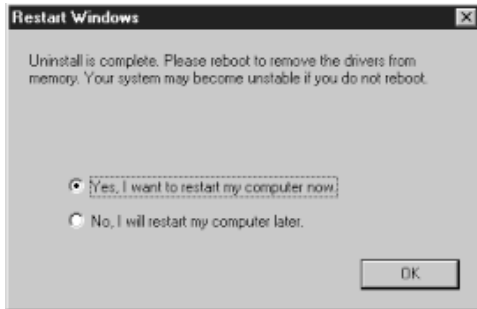 Restart Windows
Uninstall is complete. Please reboot to remove the drivers from
memory. Your system may become unstable if you do not reboot.
Yes, I want to restart my computer now.
No, I will restart my computer later.
OK